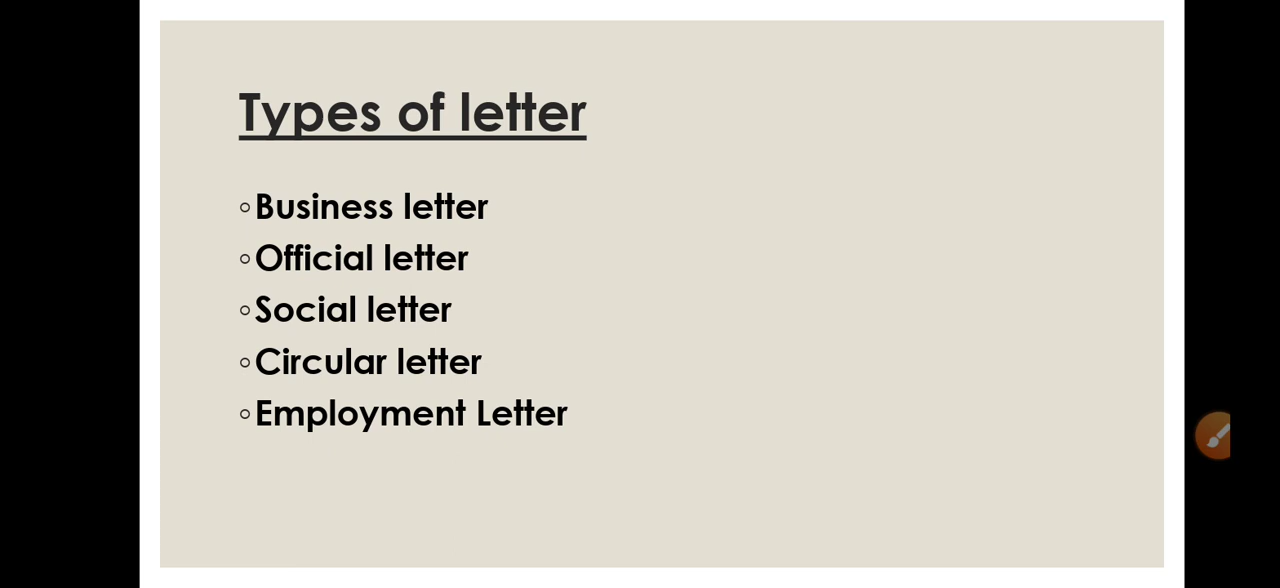 Types of letter
◦Business letter
◦Official letter
◦Social letter
◦Circular letter
◦Employment Letter